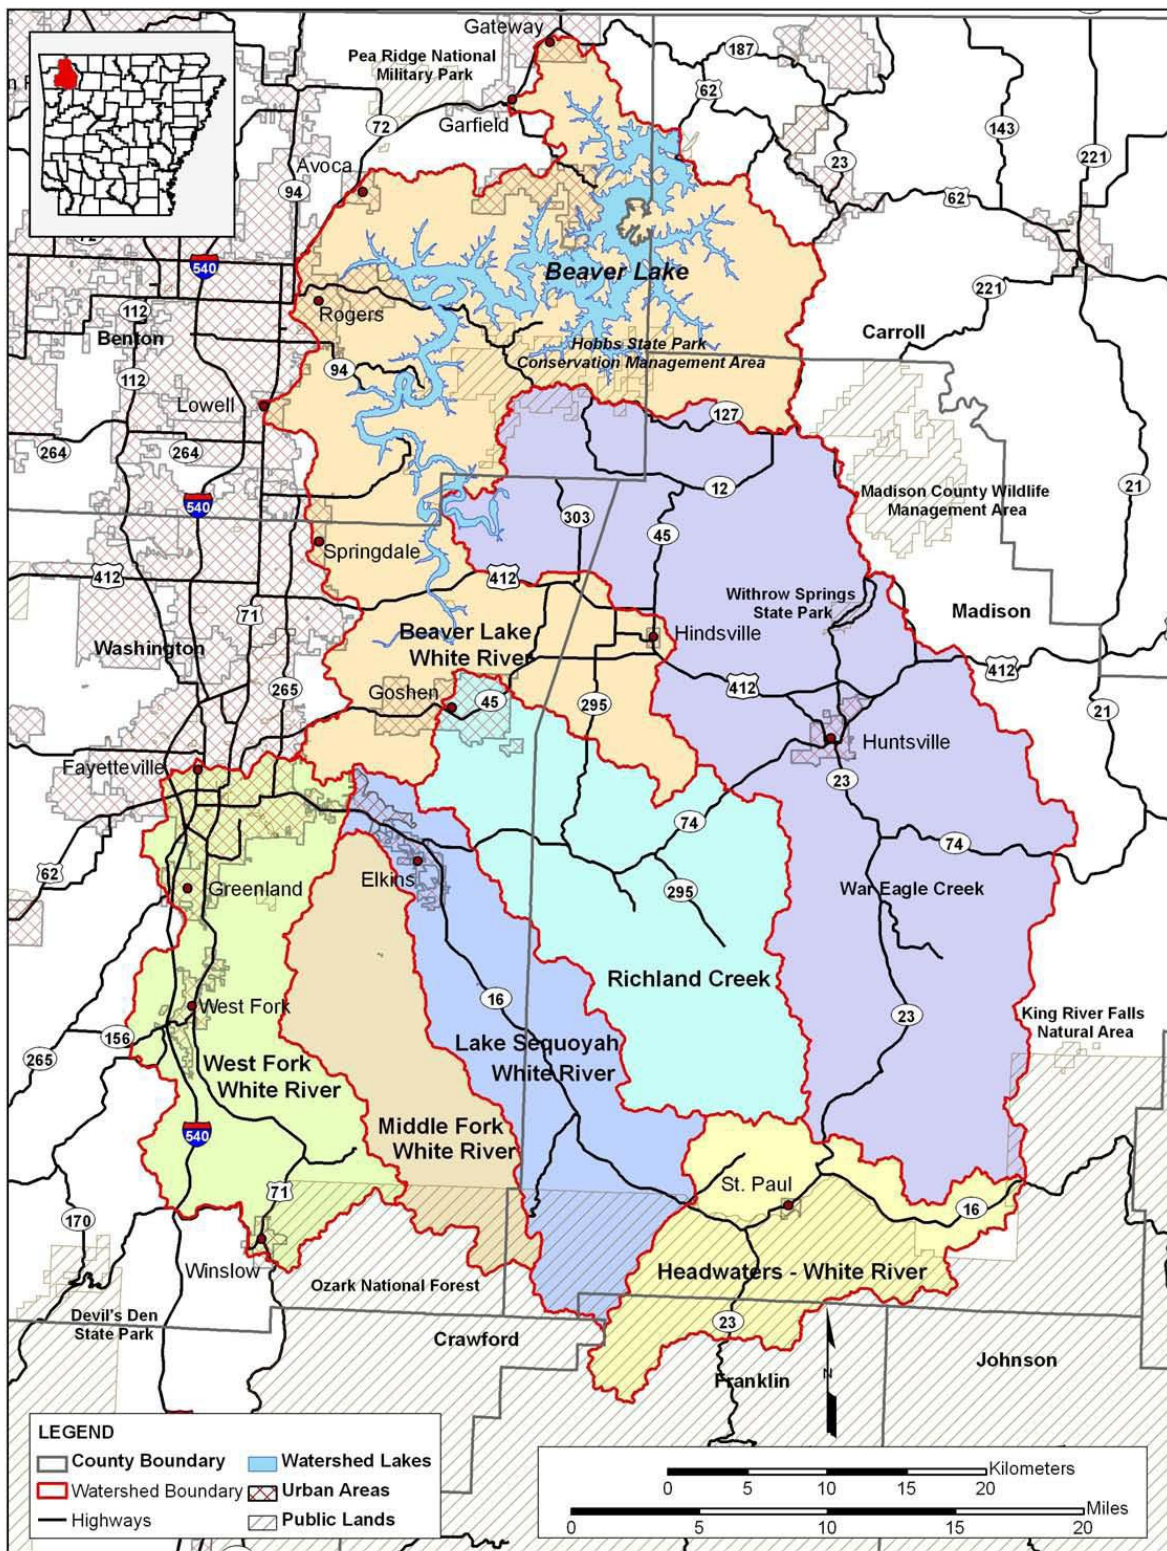 Gateway
187
Pea Ridge National
Military Park
62
Garfield
72
143
Avoca
23
221
94
62
540
Beaver Lake
221
112
Rogers
Carroll
Benton
Hobbs State Park
Conservation Management Area
94
112
Lowell
127
264
264
12
21
Madison County Wildlife
Management Area
540
303
45
Springdale
412
412
Withrow Springs
State Park
71
Madison
Beaver Lake
White River
Hindsville
Washington
412
265
Goshen
412
45
295
21
Huntsville
Fayetteville
23
74
74
62
Elkins
Greenland
295
War Eagle Creek
Richland Creek
16
West Fork
King River Falls
Natural Area
23
156
Lake Sequoyah
White River
265
West Fork
White River
Middle Fork
White River
540
St. Paul
71
16
170
Winslow
Headwaters - White River
Ozark National Forest
Devil's Den
State Park
23
Crawford
Johnson
Franklin
N
LEGEND
County Boundary
Watershed Lakes
Watershed Boundary
Urban Areas
Highways
Public Lands
Kilometers
0 5 10 15 20
Miles
0 5 10 15 20